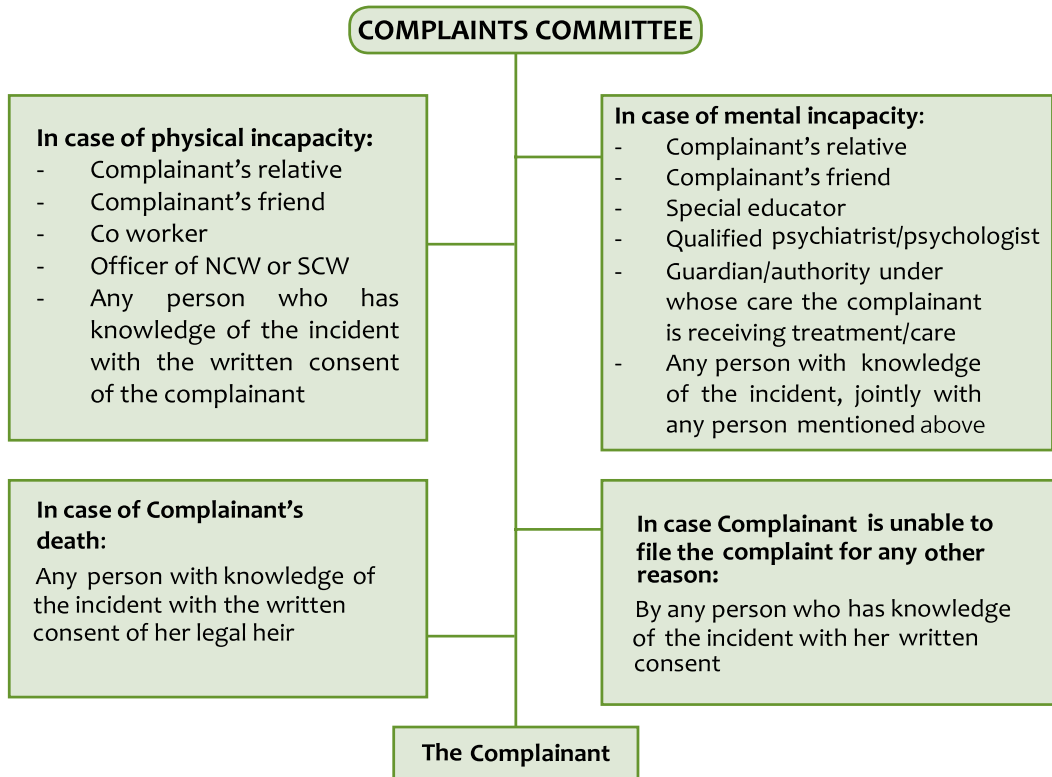 COMPLAINTS COMMITTEE
In case of physical incapacity:
- Complainant's relative
- Complainant's friend
- Co worker
- Officer of NCW or SCW
- Any person who has
knowledge of the incident
with the written consent
of the complainant
In case of mental incapacity:
- Complainant's relative
- Complainant's friend
- Special educator
- Qualified psychiatrist/psychologist
- Guardian/authority under
whose care the complainant
is receiving treatment/care
- Any person with knowledge
of the incident, jointly with
any person mentioned above
In case of Complainant's
death:
Any person with knowledge of
the incident with the written
consent of her legal heir
In case Complainant is unable to
file the complaint for any other
reason:
By any person who has knowledge
of the incident with her written
consent
The Complainant